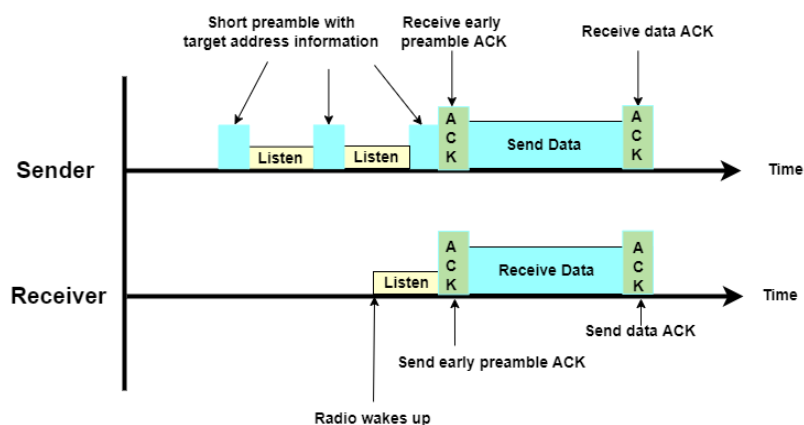 Short preamble with
target address information
Receive early
preamble ACK
Receive data ACK
A
C
K
A
C
K
Listen
Listen
Send Data
Sender
Time
A
C
K
A
C
K
Listen
Receive Data
Receiver
Time
Send early preamble ACK
Send data ACK
Radio wakes up